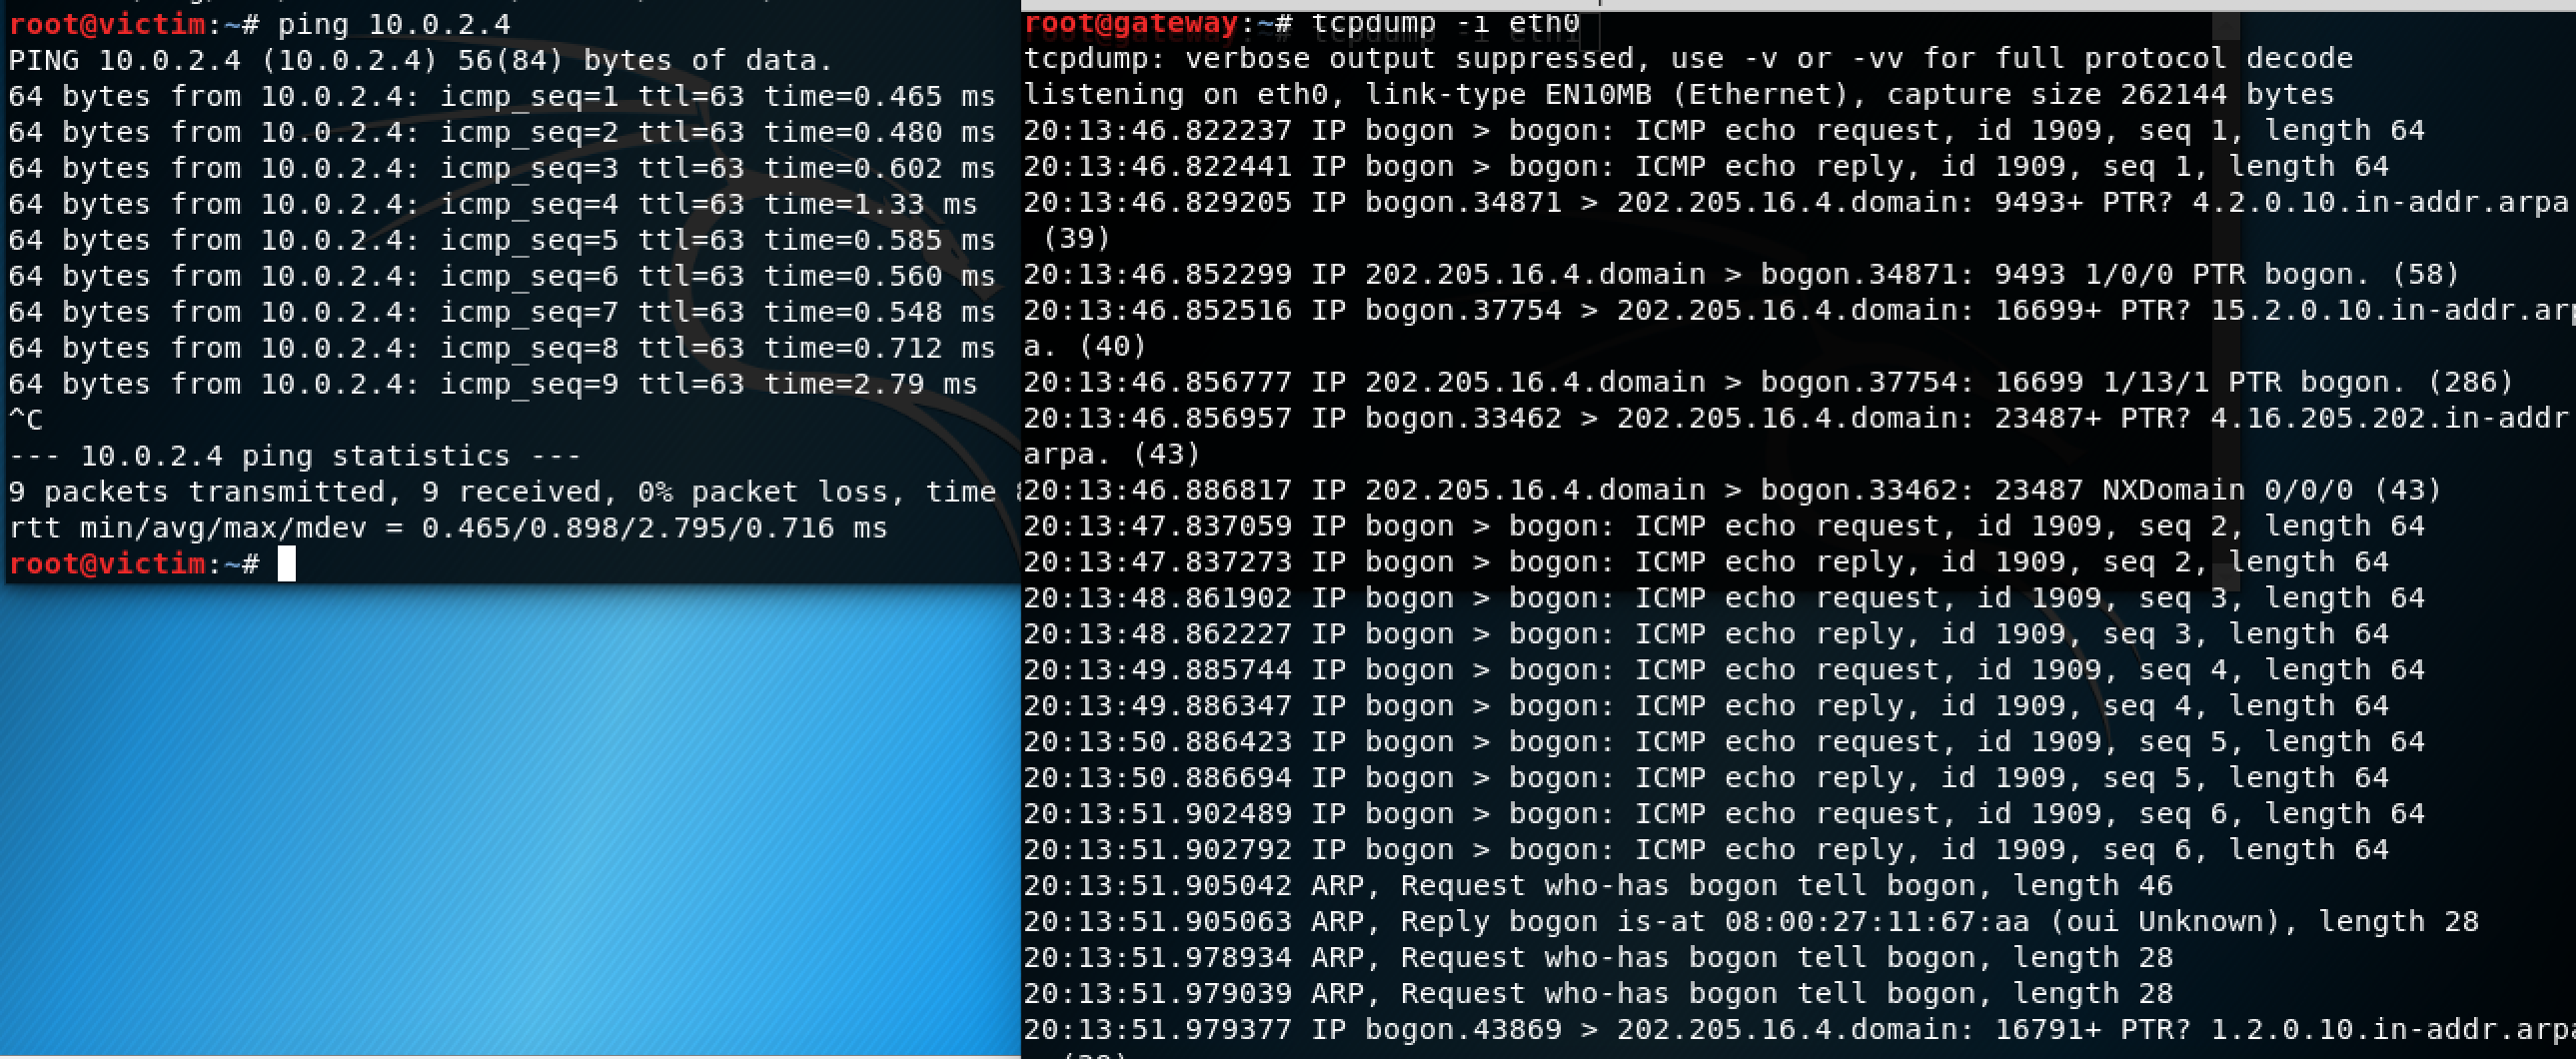 root@victim:~# ping 10.0.2.4
PING 10.0.2.4 (10.0.2.4) 56(84) bytes of data.
64 bytes from 10.0.2.4: icmp_seq=1 ttl=63 time=0.465 ms
64 bytes from 10.0.2.4: icmp_seq=2 ttl=63 time=0.480 ms
64 bytes from 10.0.2.4: icmp_seq=3 ttl=63 time=0.602 ms
64 bytes from 10.0.2.4: icmp_seq=4 ttl=63 time=1.33 ms
64 bytes from 10.0.2.4: icmp_seq=5 ttl=63 time=0.585 ms
64 bytes from 10.0.2.4: icmp_seq=6 ttl=63 time=0.560 ms
64 bytes from 10.0.2.4: icmp_seq=7 ttl=63 time=0.548 ms
64 bytes from 10.0.2.4: icmp_seq=8 ttl=63 time=0.712 ms
64 bytes from 10.0.2.4: icmp_seq=9 ttl=63 time=2.79 ms
^C
--- 10.0.2.4 ping statistics ---
9 packets transmitted, 9 received, 0% packet loss, time
rtt min/avg/max/mdev = 0.465/0.898/2.795/0.716 ms
root@victim:~#
root@gateway:~# tcpdump -i eth0
tcpdump: verbose output suppressed, use -v or -vv for full protocol decode
listening on eth0, link-type EN10MB (Ethernet), capture size 262144 bytes
20:13:46.822237 IP bogon > bogon: ICMP echo request, id 1909, seq 1, length 64
20:13:46.822441 IP bogon > bogon: ICMP echo reply, id 1909, seq 1, length 64
20:13:46.829205 IP bogon.34871 > 202.205.16.4.domain: 9493+ PTR? 4.2.0.10.in-addr.arpa
(39)
20:13:46.852299 IP 202.205.16.4.domain > bogon.34871: 9493 1/0/0 PTR bogon. (58)
20:13:46.852516 IP bogon.37754 > 202.205.16.4.domain: 16699+ PTR? 15.2.0.10.in-addr.arp
a. (40)
20:13:46.856777 IP 202.205.16.4.domain > bogon.37754: 16699 1/13/1 PTR bogon. (286)
20:13:46.856957 IP bogon.33462 > 202.205.16.4.domain: 23487+ PTR? 4.16.205.202.in-addr
arpa. (43)
20:13:46.886817 IP 202.205.16.4.domain > bogon.33462: 23487 NXDomain 0/0/0 (43)
20:13:47.837059 IP bogon > bogon: ICMP echo request, id 1909, seq 2, length 64
20:13:47.837273 IP bogon > bogon: ICMP echo reply, id 1909, seq 2, length 64
20:13:48.861902 IP bogon > bogon: ICMP echo request, id 1909, seq 3, length 64
20:13:48.862227 IP bogon > bogon: ICMP echo reply, id 1909, seq 3, length 64
20:13:49.885744 IP bogon > bogon: ICMP echo request, id 1909, seq 4, length 64
20:13:49.886347 IP bogon > bogon: ICMP echo reply, id 1909, seq 4, length 64
20:13:50.886423 IP bogon > bogon: ICMP echo request, id 1909, seq 5, length 64
20:13:50.886694 IP bogon > bogon: ICMP echo reply, id 1909, seq 5, length 64
20:13:51.902489 IP bogon > bogon: ICMP echo request, id 1909, seq 6, length 64
20:13:51.902792 IP bogon > bogon: ICMP echo reply, id 1909, seq 6, length 64
20:13:51.905042 ARP, Request who-has bogon tell bogon, length 46
20:13:51.905063 ARP, Reply bogon is-at 08:00:27:11:67:aa (oui Unknown), length 28
20:13:51.978934 ARP, Request who-has bogon tell bogon, length 28
20:13:51.979039 ARP, Request who-has bogon tell bogon, length 28
20:13:51.979377 IP bogon.43869 > 202.205.16.4.domain: 16791+ PTR? 1.2.0.10.in-addr.arpa